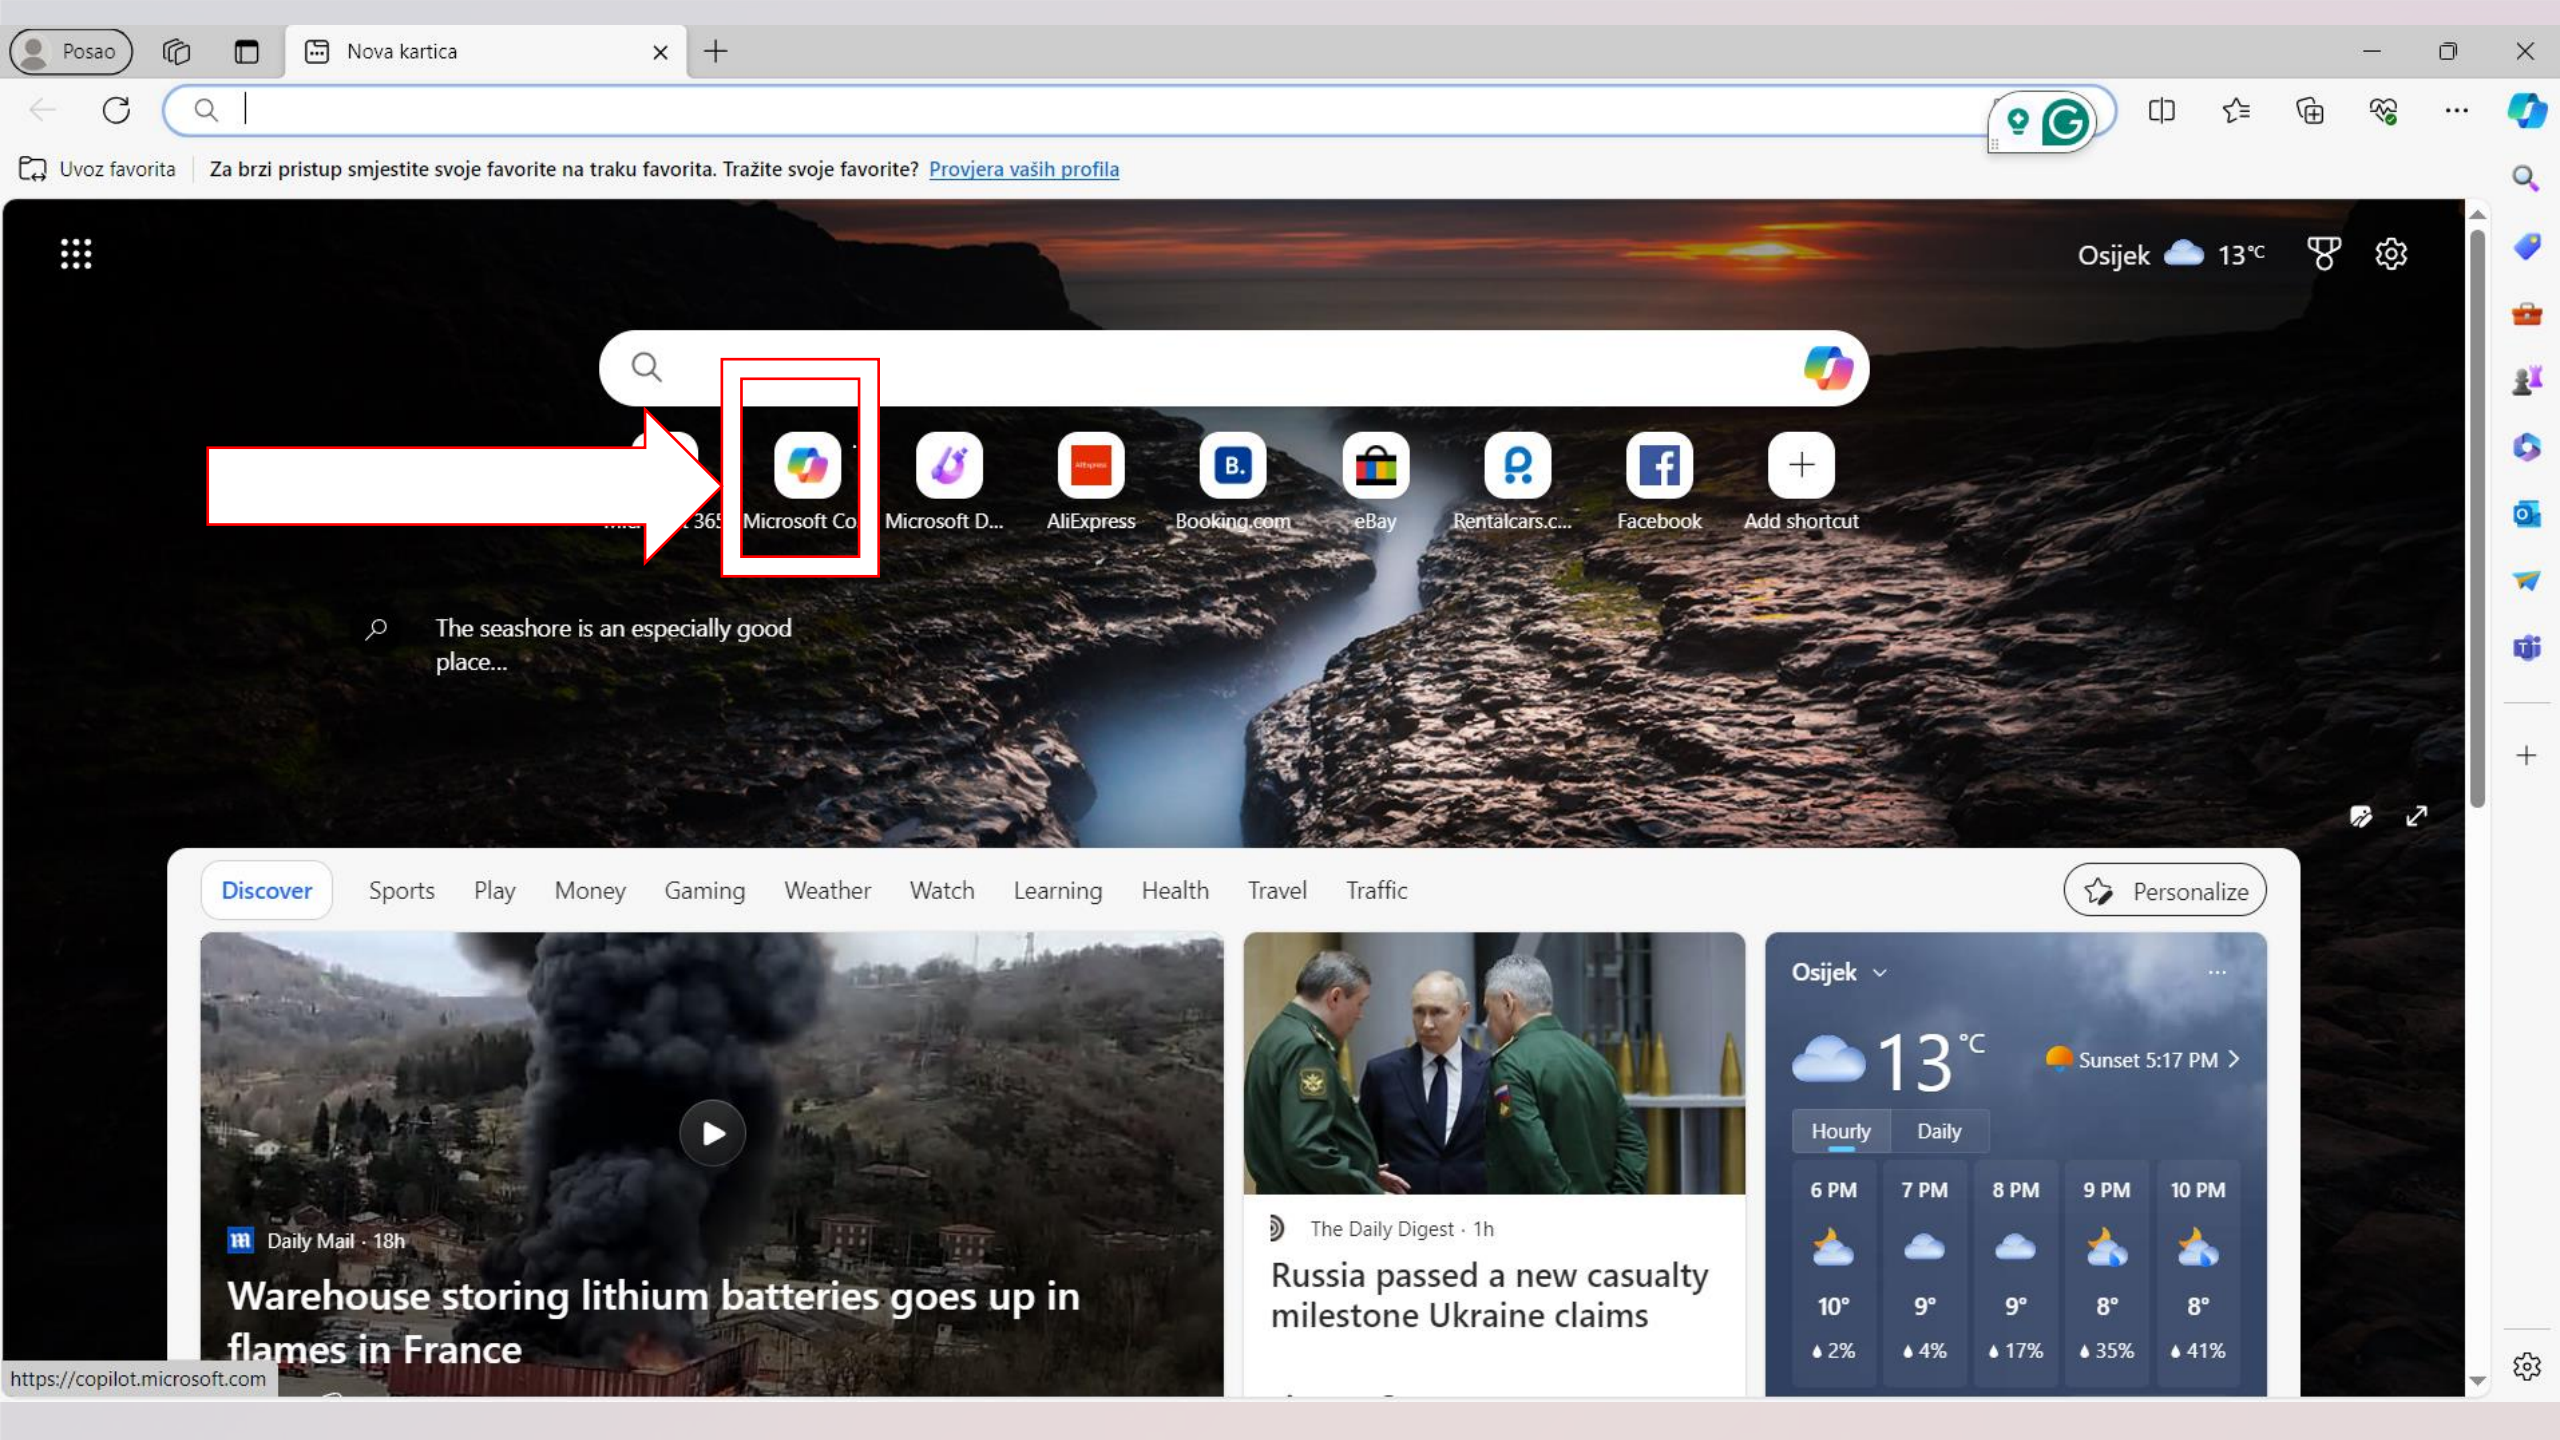 Posao
Nova kartica
Uvoz favorita
Za brzi pristup smjestite svoje favorite na traku favorita. Tražite svoje favorite? Provjera vaših profila
Osijek 13°C
365
Microsoft Co
Microsoft D...
AliExpress
AliExpress
B.
Booking.com
eBay
Rentalcars.c...
Facebook
Add shortcut
The seashore is an especially good
place...
Discover
Sports
Play
Money
Gaming
Weather
Watch
Learning
Health
Travel
Traffic
Personalize
Daily Mail · 18h
Warehouse storing lithium batteries goes up in
flames in France
The Daily Digest · 1h
Russia passed a new casualty
milestone Ukraine claims
Osijek
13°C
Sunset 5:17 PM
Hourly
Daily
6 PM 7 PM 8 PM 9 PM 10 PM
10° 9° 9° 8° 8°
2% 4% 17% 35% 41%
https://copilot.microsoft.com